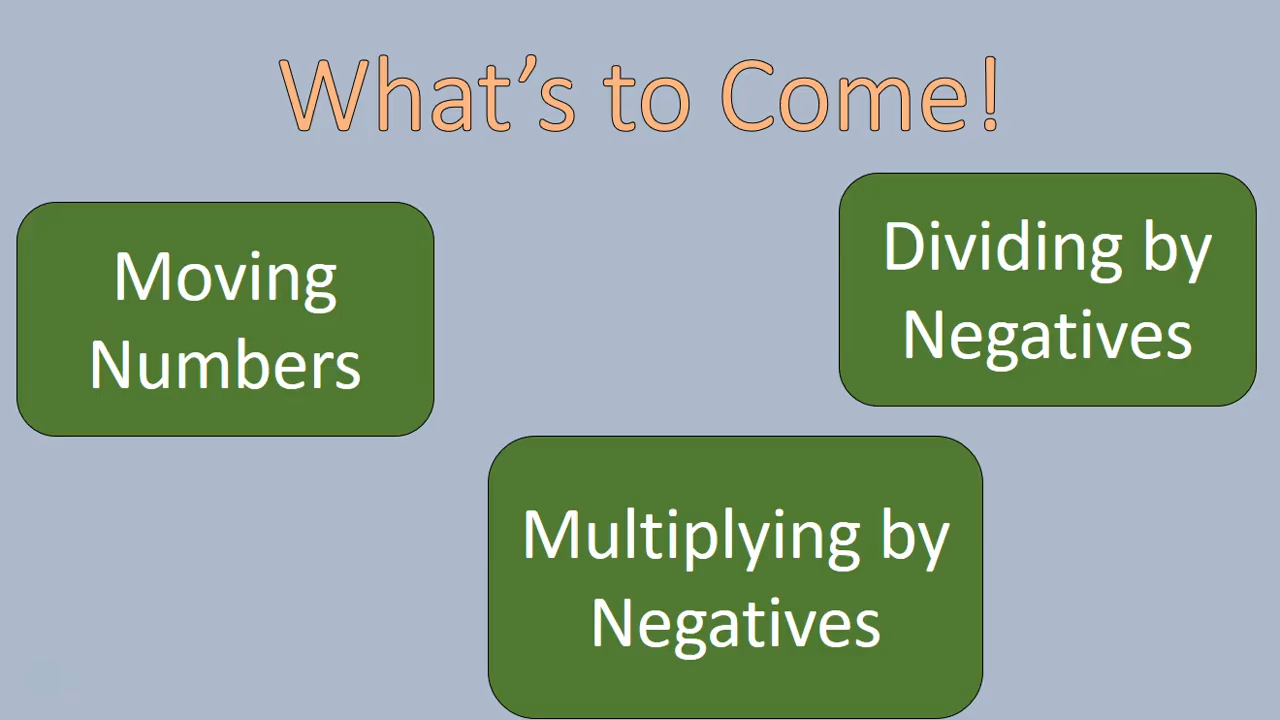 What’s to Come!
Moving
Numbers
Dividing by
Negatives
Multiplying by
Negatives